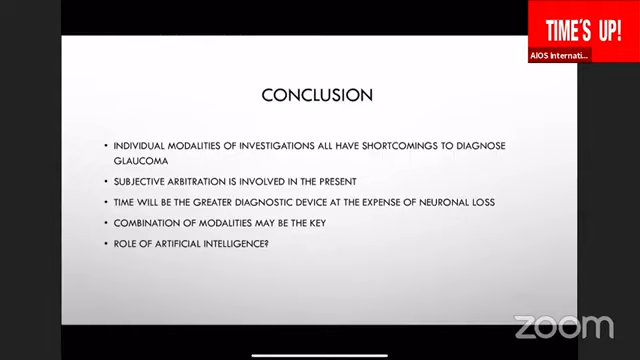 TIME'S UP!
AIOS Internati...
CONCLUSION
• INDIVIDUAL MODALITIES OF INVESTIGATIONS ALL HAVE SHORTCOMINGS TO DIAGNOSE
GLAUCOMA
• SUBJECTIVE ARBITRATION IS INVOLVED IN THE PRESENT
• TIME WILL BE THE GREATER DIAGNOSTIC DEVICE AT THE EXPENSE OF NEURONAL LOSS
• COMBINATION OF MODALITIES MAY BE THE KEY
• ROLE OF ARTIFICIAL INTELLIGENCE?
zoom